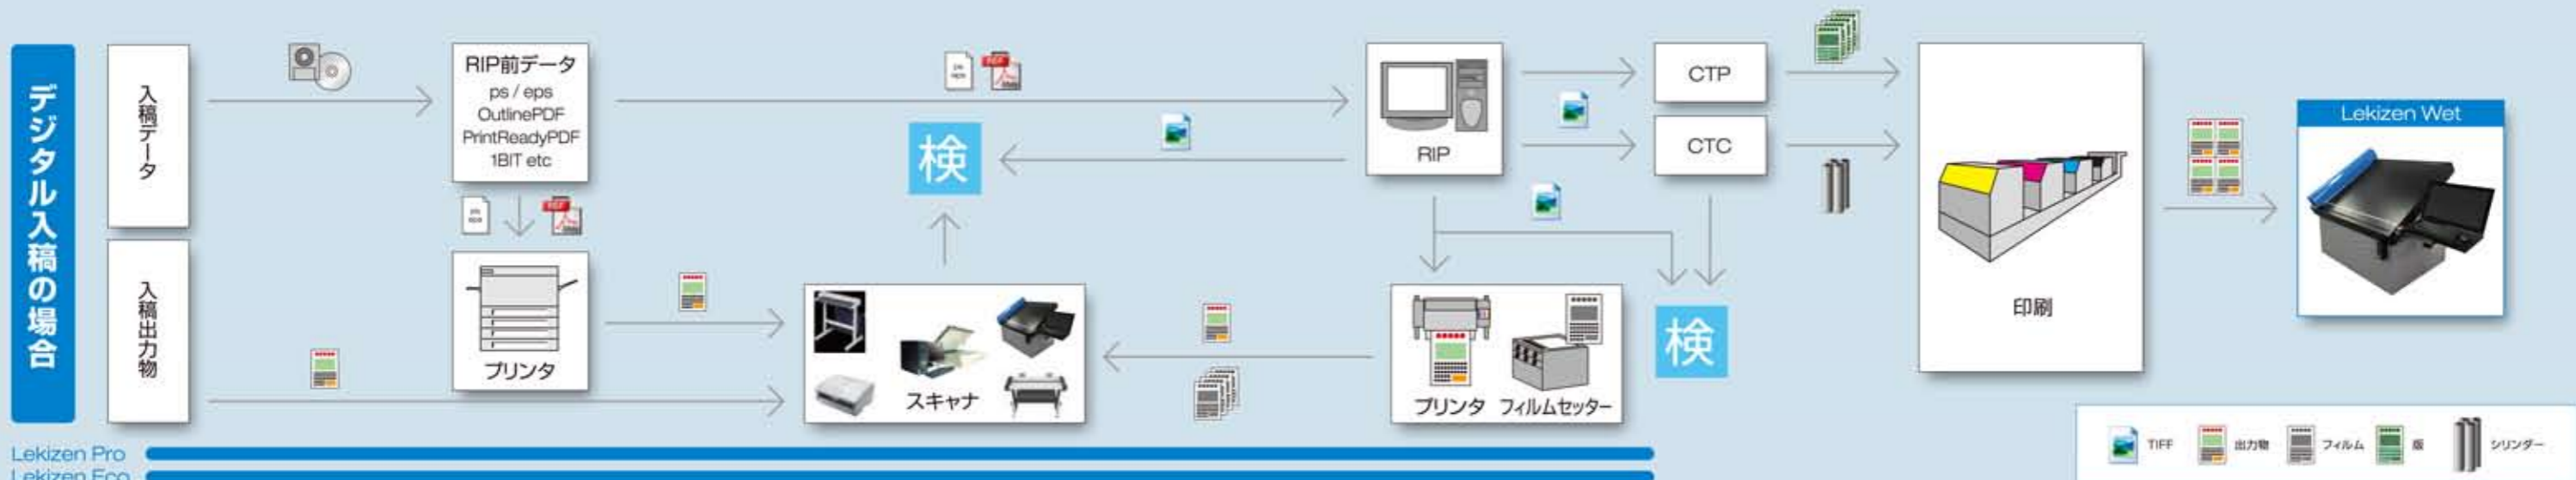 デジタル入稿の場合
入稿データ
入稿出力物
RIP前データ
ps / eps
OutlinePDF
PrintReadyPDF
1BIT etc
プリンタ
検
スキャナ
RIP
CTP
CTC
プリンタ フィルムセッター
検
印刷
Lekizen Wet
Lekizen Pro
Lekizen Eco
TIFF 出力物 フィルム 版 シリンダー